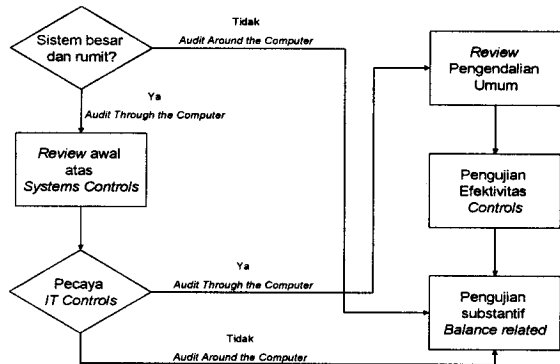 Tidak
Audit Around the Computer
Sistem besar
dan rumit?
Ya
Audit Through the Computer
Review awal
atas
Systems Controls
Pecaya
IT Controls
Ya
Audit Through the Computer
Tidak
Audit Around the Computer
Review
Pengendalian
Umum
Pengujian
Efektivitas
Controls
Pengujian
substantif
Balance related